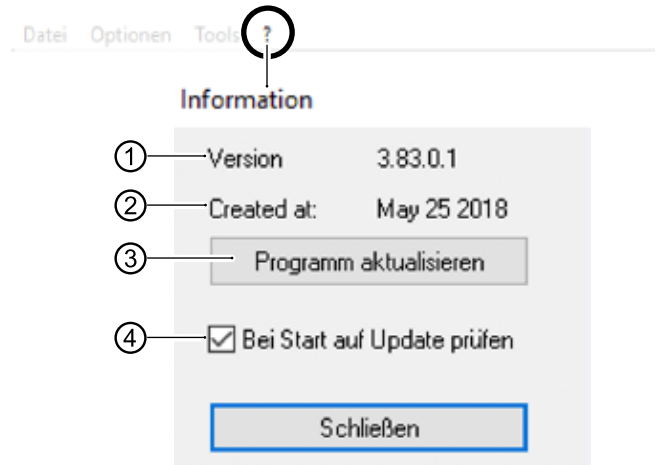 Datei Optionen Tools ?
Information
1 Version 3.83.0.1
2 Created at: May 25 2018
3 Programm aktualisieren
4 Bei Start auf Update prüfen
Schließen